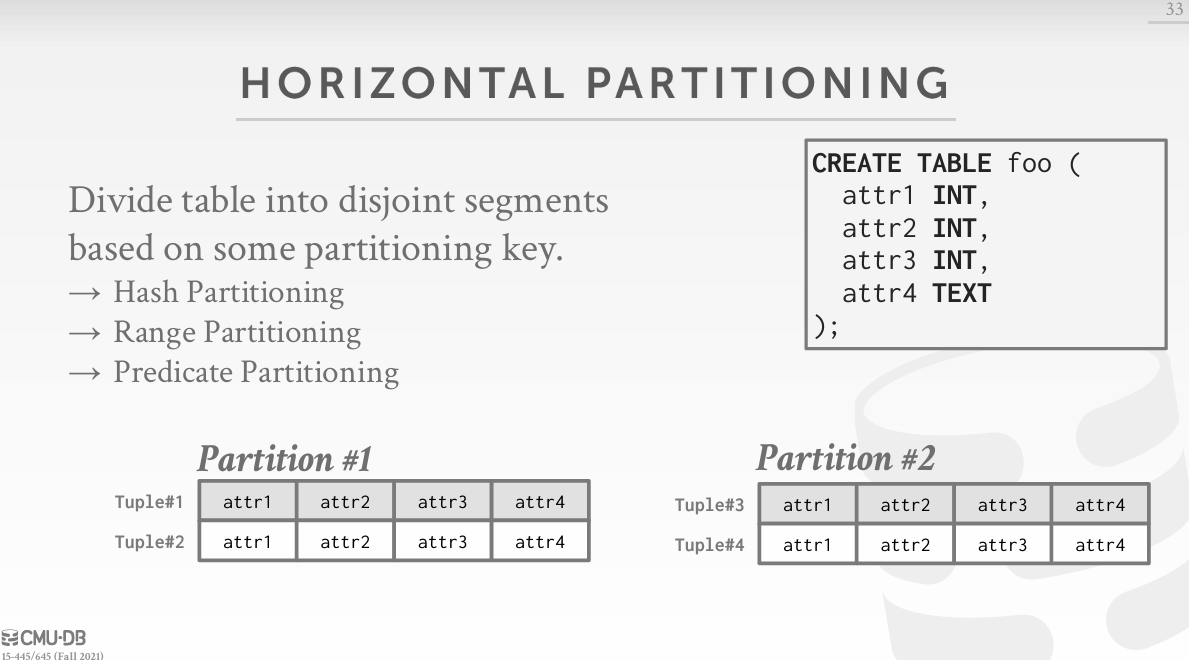 33
HORIZONTAL PARTITIONING
Divide table into disjoint segments
based on some partitioning key.
→ Hash Partitioning
→ Range Partitioning
→ Predicate Partitioning
CREATE TABLE foo (
attr1 INT,
attr2 INT,
attr3 INT,
attr4 TEXT
);
Partition #1
Tuple#1 attr1 attr2 attr3 attr4
Tuple#2 attr1 attr2 attr3 attr4
Partition #2
Tuple#3 attr1 attr2 attr3 attr4
Tuple#4 attr1 attr2 attr3 attr4
CMU·DB
15-445/645 (Fall 2021)